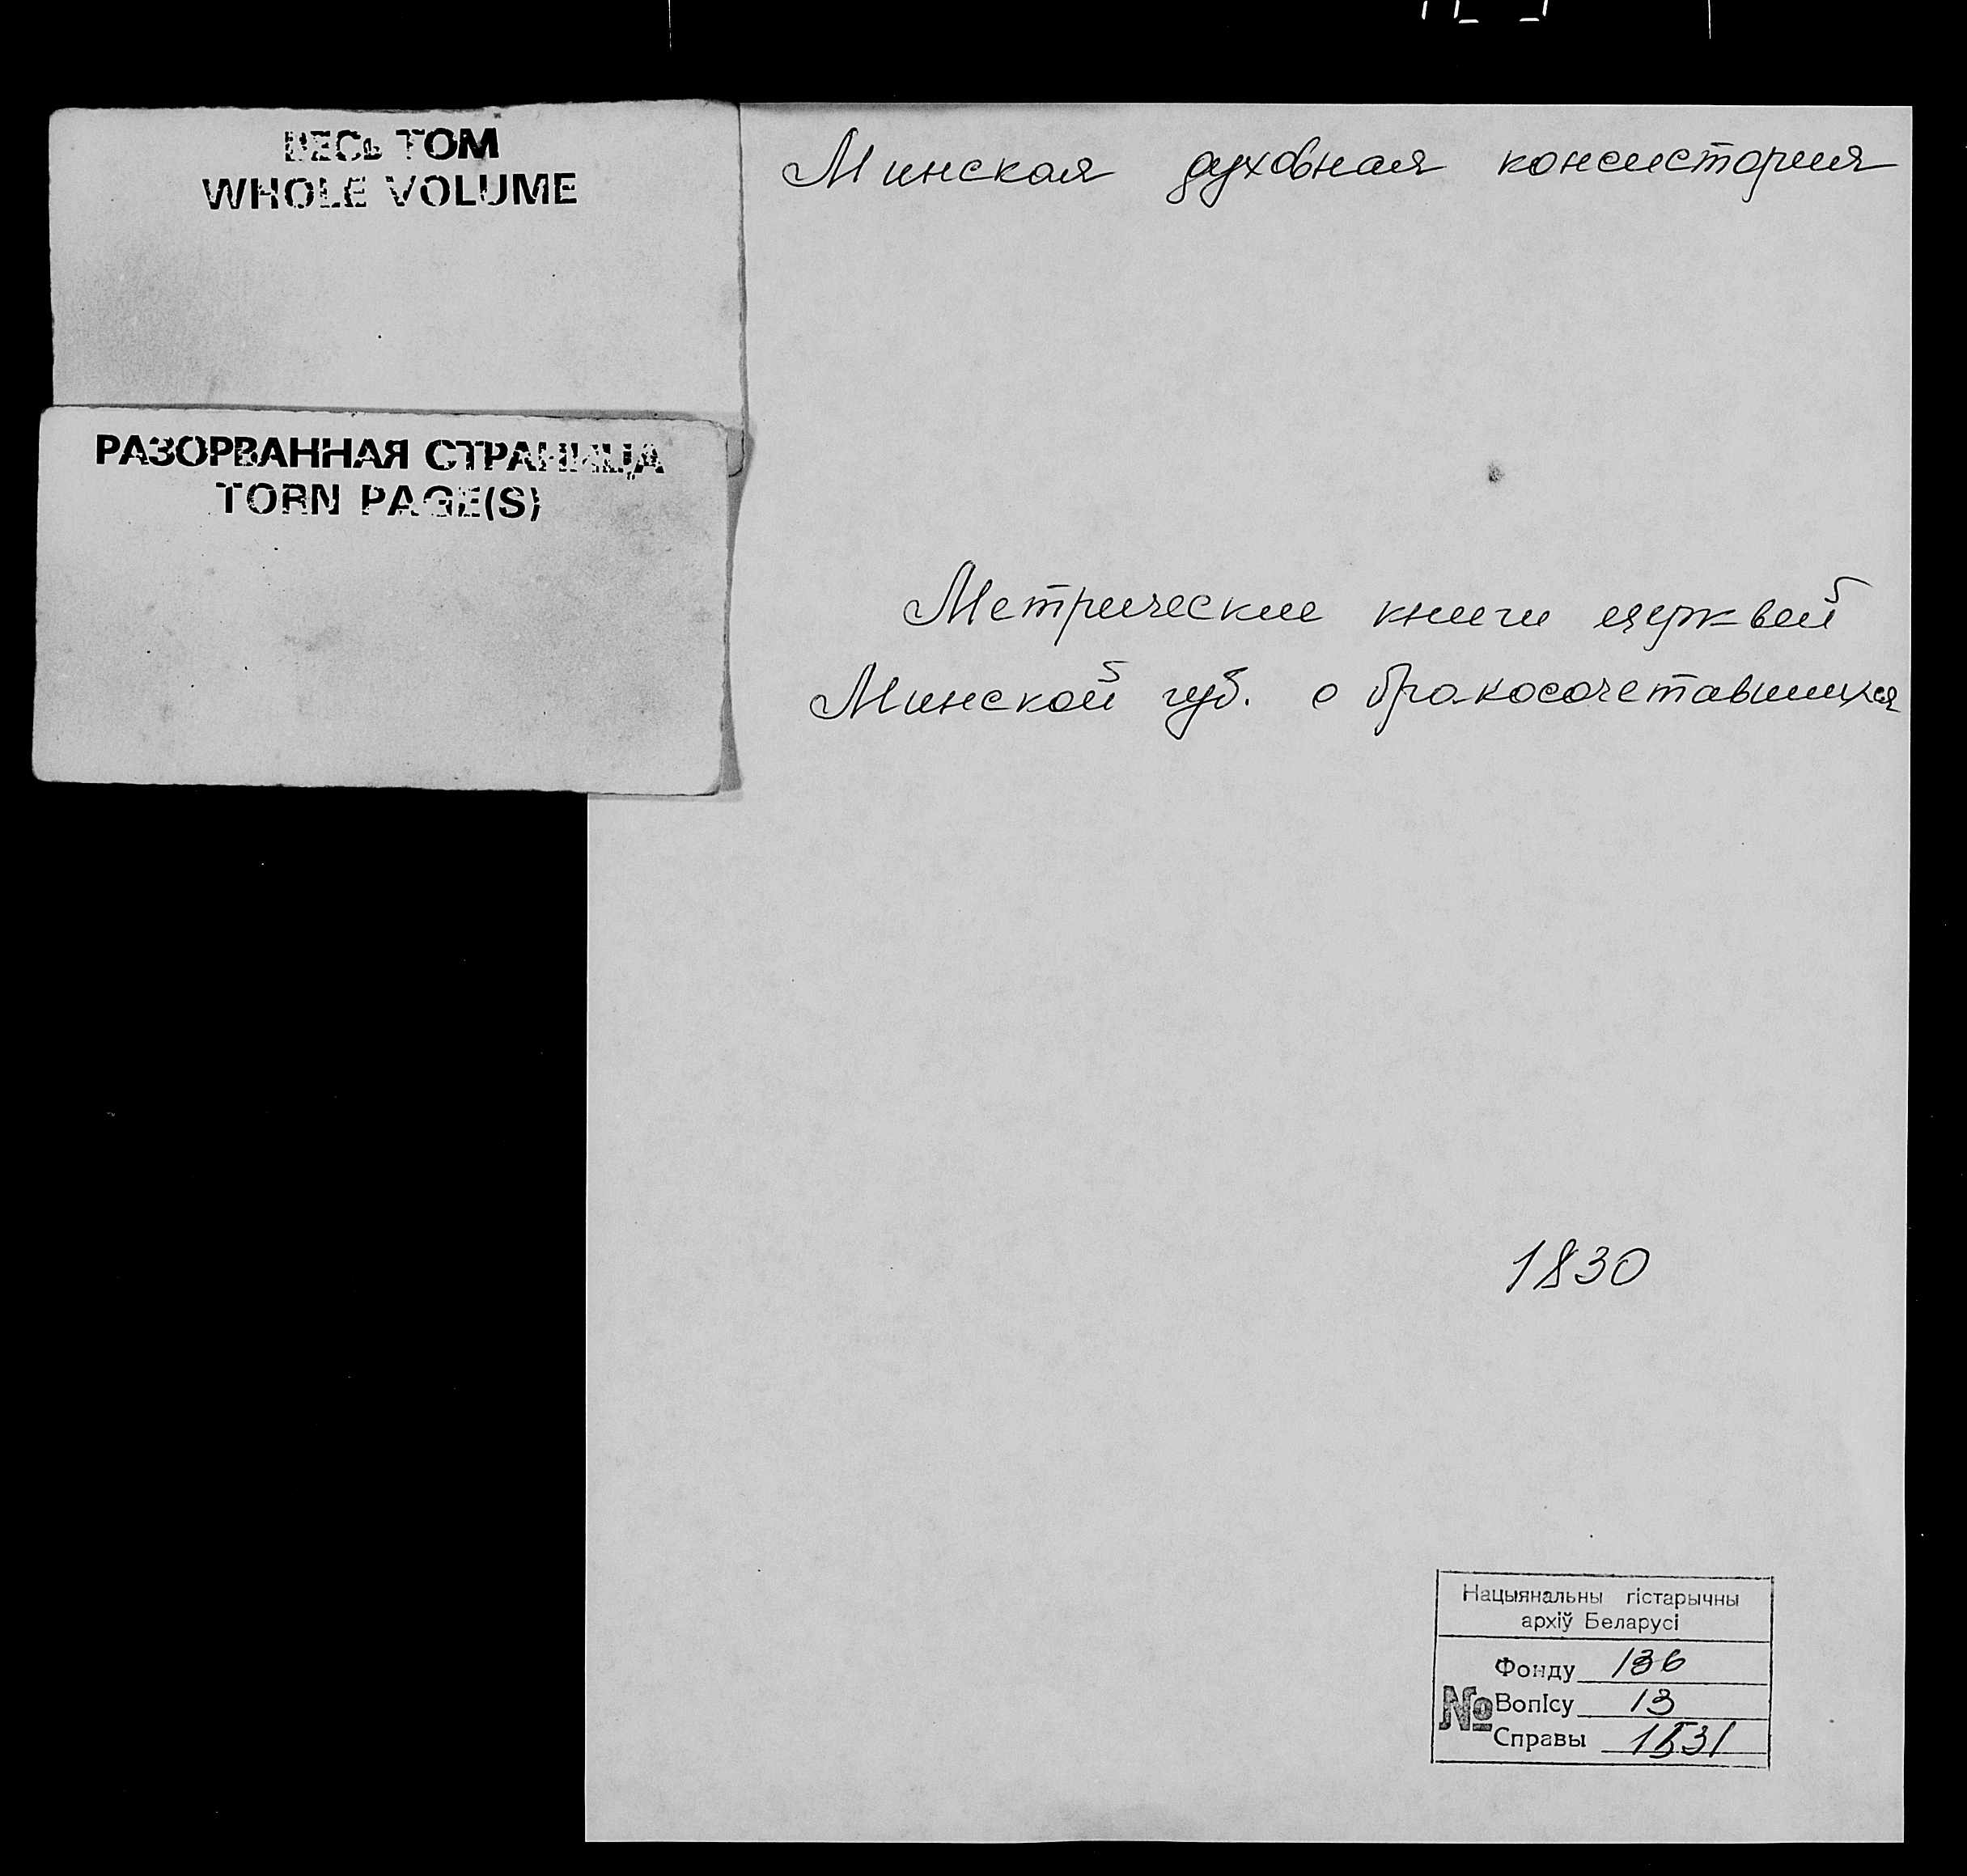 ВЕСЬ ТОМ
WHOLE VOLUME
РАЗОРВАННАЯ СТРАНИЦА
TORN PAGE(S)
Минская духовная консистория
Метрические книги церквей
Минской губ. о бракосочетавшихся
1830
Нацыянальны гістарычны
архіў Беларусі
Фонду 136
№ Вопісу 13
Справы 1531